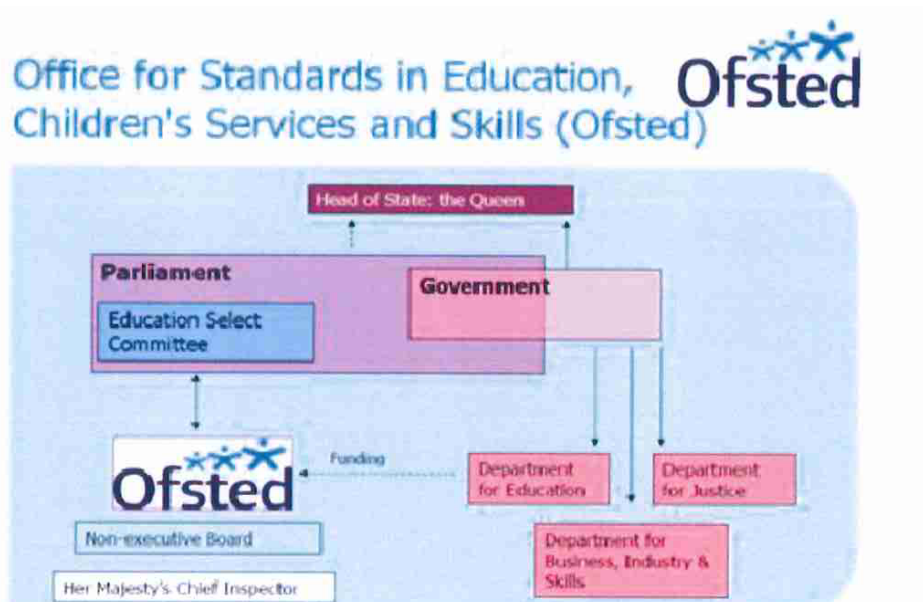 Office for Standards in Education,
Children's Services and Skills (Ofsted)
Ofsted
Head of State: the Queen
Parliament
Government
Education Select
Committee
Ofsted
Funding
Department
for Education
Department
for Justice
Non-executive Board
Department for
Business, Industry &
Skills
Her Majesty's Chief Inspector